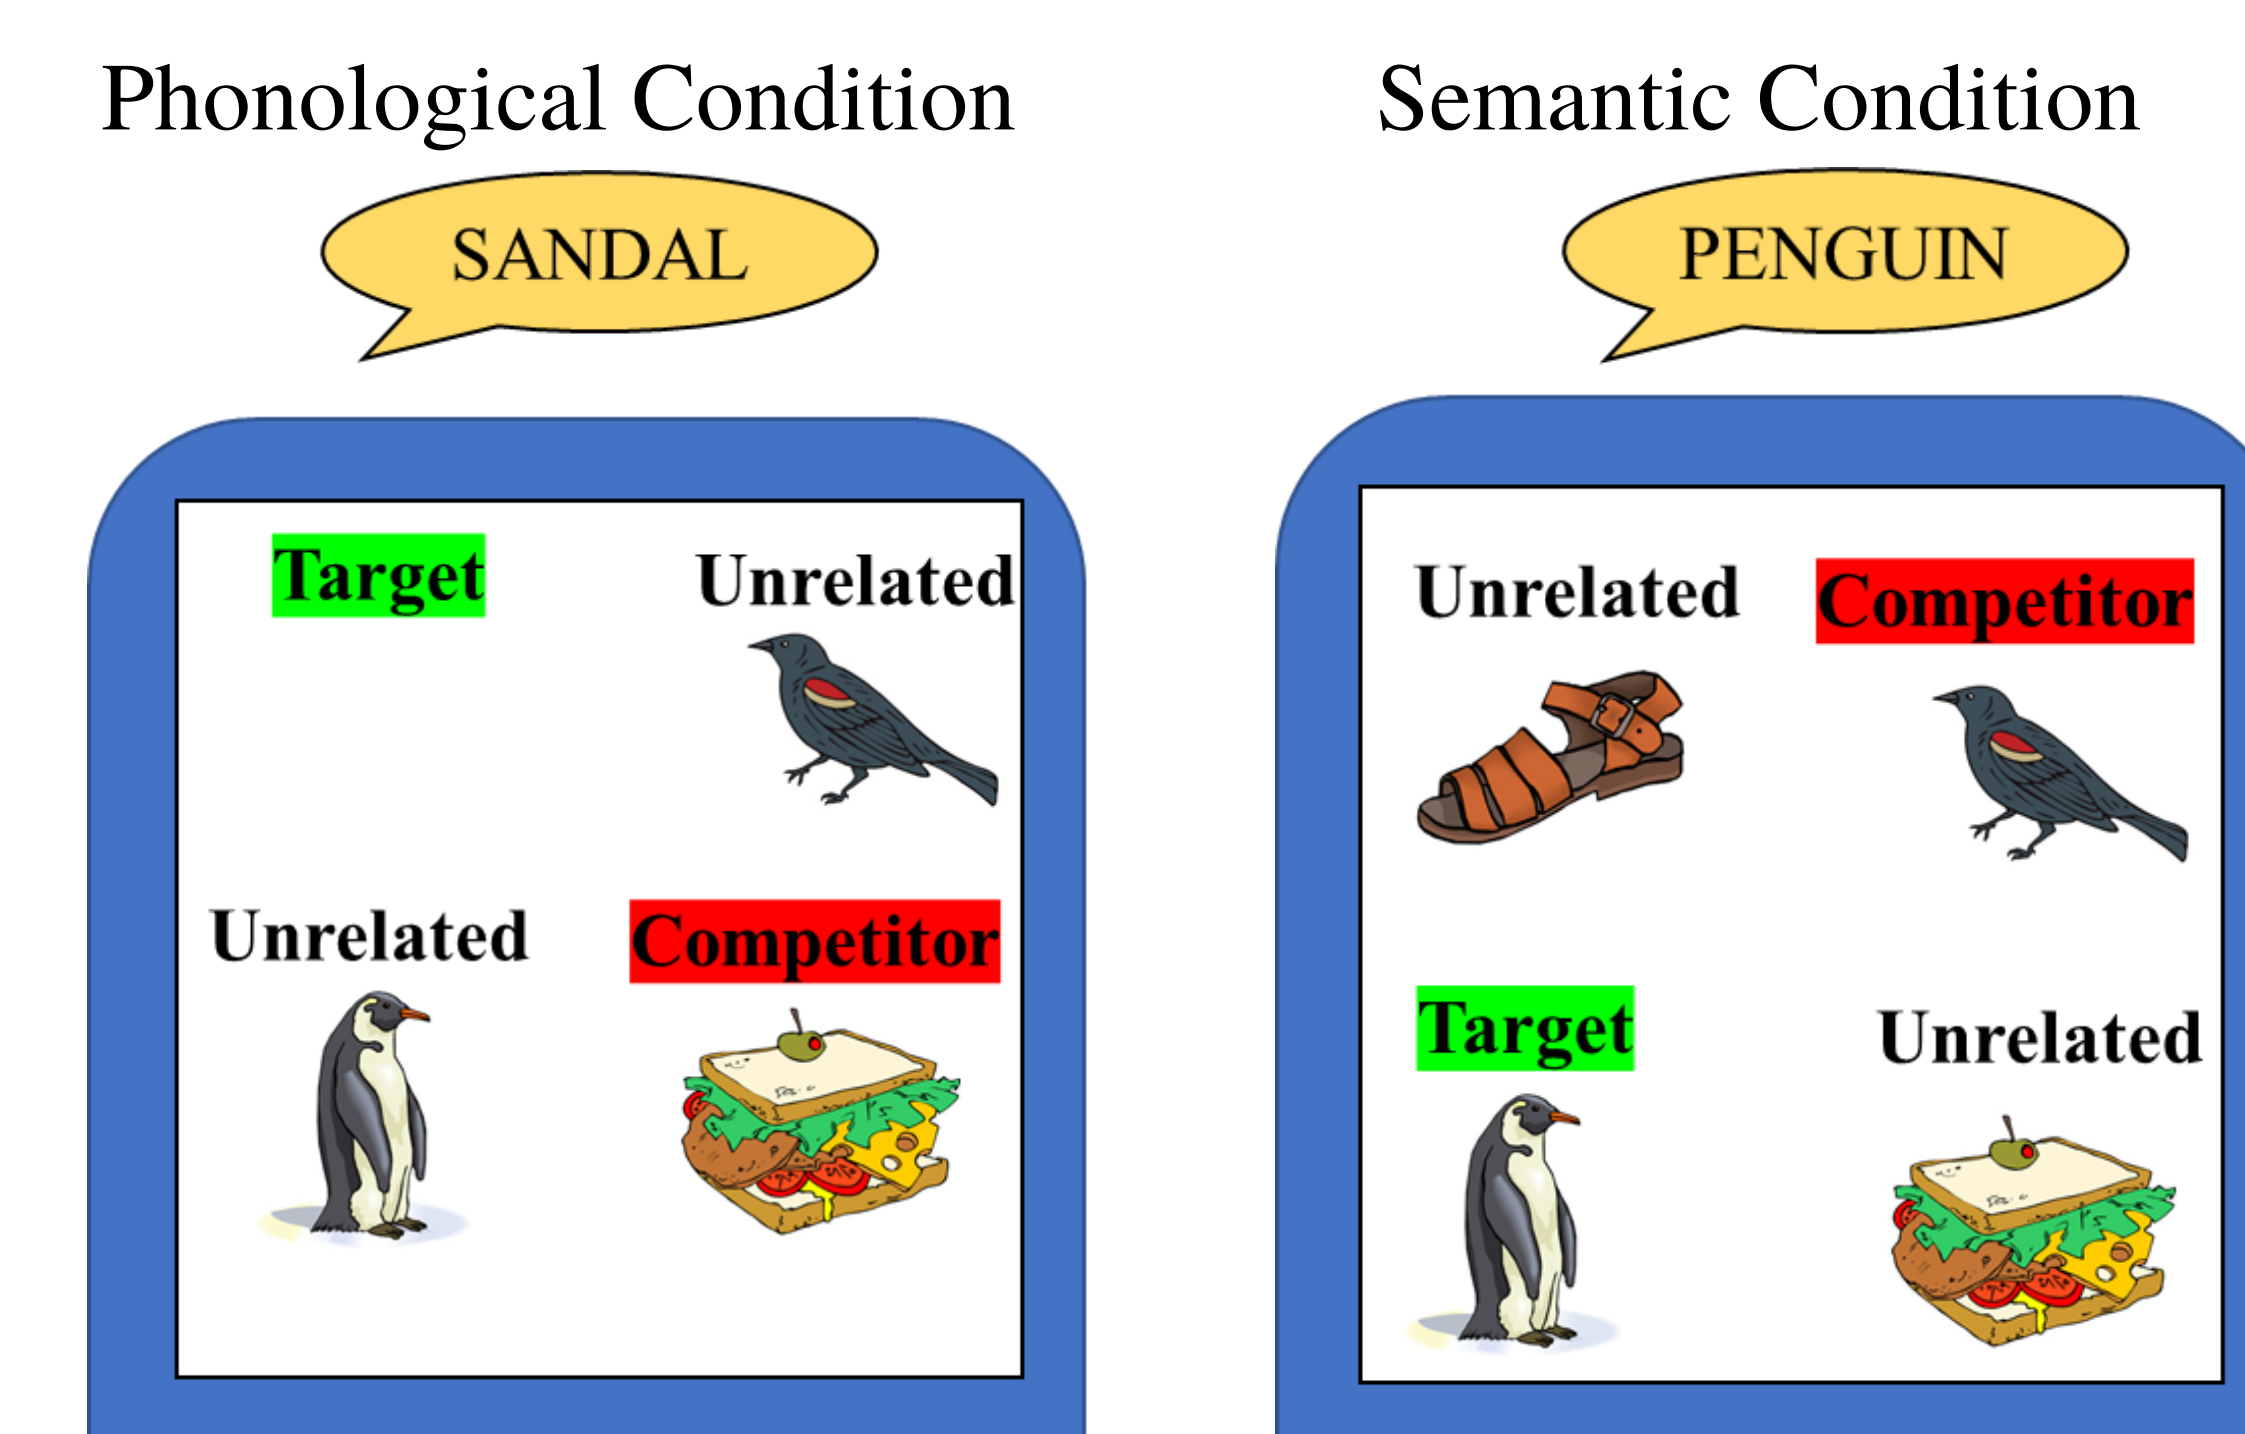 Phonological Condition
SANDAL
Target
Unrelated
Unrelated
Competitor
Semantic Condition
PENGUIN
Unrelated
Competitor
Target
Unrelated